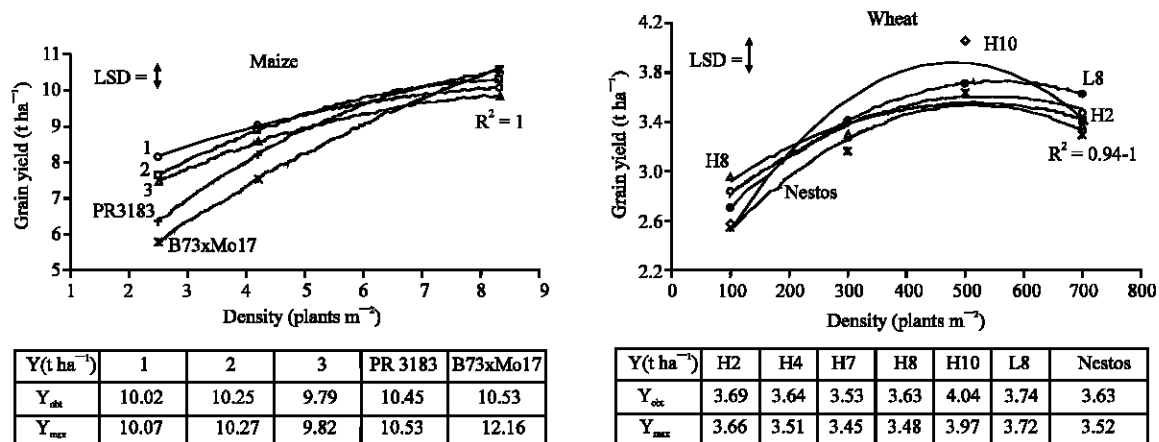 Maize
LSD =
11
10
9
8
7
6
5
Grain yield (t ha⁻¹)
1
2
3
PR3183
B73xMo17
R² = 1
1 2 3 4 5 6 7 8 9
Density (plants m⁻²)
Y(t ha⁻¹) 1 2 3 PR 3183 B73xMo17
Y 10.02 10.25 9.79 10.45 10.53
Y 10.07 10.27 9.82 10.53 12.16
Wheat
LSD =
4.2
3.8
3.4
3.0
2.6
2.2
Grain yield (t ha⁻¹)
H10
L8
H2
H8
Nestos
R² = 0.94-1
0 100 200 300 400 500 600 700 800
Density (plants m⁻²)
Y(t ha⁻¹) H2 H4 H7 H8 H10 L8 Nestos
Y 3.69 3.64 3.53 3.63 4.04 3.74 3.63
Y max 3.66 3.51 3.45 3.48 3.97 3.72 3.52